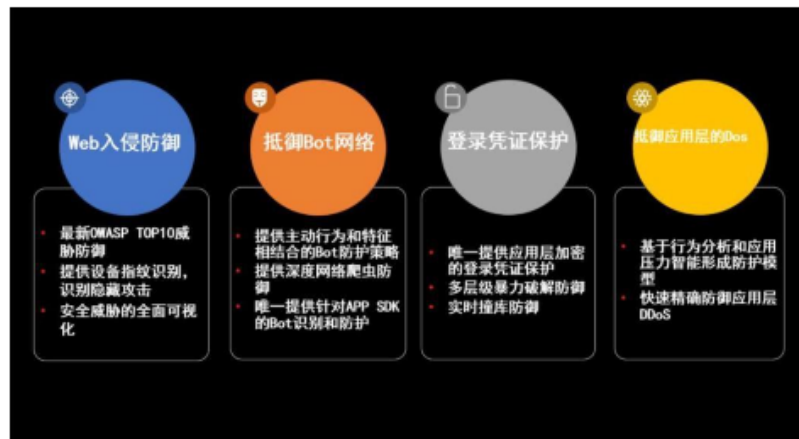 Web入侵防御
最新OWASP TOP10威
胁防御
提供设备指纹识别，
识别隐藏攻击
安全威胁的全面可视
化
抵御Bot网络
提供主动行为和特征
相结合的Bot防护策略
提供深度网络爬虫防
御
唯一提供针对APP SDK
的Bot识别和防护
登录凭证保护
唯一提供应用层加密
的登录凭证保护
多层级暴力破解防御
实时撞库防御
抵御应用层的Dos
基于行为分析和应用
压力智能形成防护模
型
快速精确防御应用层
DDoS